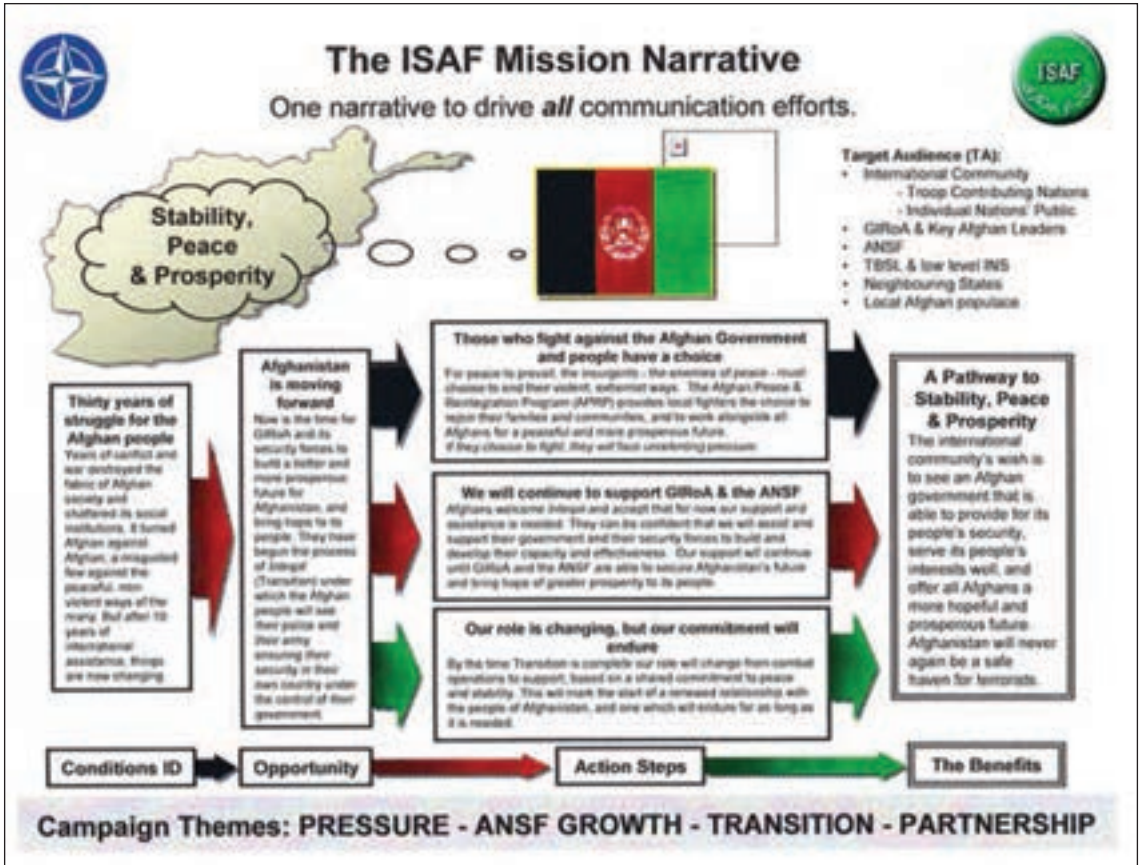 The ISAF Mission Narrative
One narrative to drive all communication efforts.
ISAF
Stability,
Peace
& Prosperity
Target Audience (TA):
• International Community
- Troop Contributing Nations
- Individual Nations' Public
• GIRoA & Key Afghan Leaders
• ANSF
• TBSL & low level INS
• Neighbouring States
• Local Afghan populace
Thirty years of
struggle for the
Afghan people
Years of conflict and
war destroyed the
fabric of Afghan
society and
shattered its social
institutions. It turned
Afghan against
Afghan, a misguided
few against the
peaceful, non-
violent ways of the
many. But after 10
years of
international
assistance, things
are now changing
Afghanistan
is moving
forward
Now is the time for
GIRoA and its
security forces to
build a better and
more prosperous
future for
Afghanistan, and
bring hope to its
people. They have
begun the process
of Inteqal
(Transition) under
which the Afghan
people will see
their police and
their army
ensuring their
security in their
own country under
the control of their
government.
Those who fight against the Afghan Government
and people have a choice
For peace to prevail, the insurgents - the enemies of peace - must
choose to end their violent, extremist ways. The Afghan Peace &
Reintegration Program (APRP) provides local fighters the choice to
rejoin their families and communities, and to work alongside all
Afghans for a peaceful and more prosperous future.
If they choose to fight, they will face unrelenting pressure.
We will continue to support GIRoA & the ANSF
Afghans welcome Inteqal and accept that for now our support and
assistance is needed. They can be confident that we will assist and
support their government and their security forces to build and
develop their capacity and effectiveness. Our support will continue
until GIRoA and the ANSF are able to secure Afghanistan's future
and bring hope of greater prosperity to its people.
Our role is changing, but our commitment will
endure
By the time Transition is complete our role will change from combat
operations to support, based on a shared commitment to peace
and stability. This will mark the start of a renewed relationship with
the people of Afghanistan, and one which will endure for as long as
it is needed.
A Pathway to
Stability, Peace
& Prosperity
The international
community's wish is
to see an Afghan
government that is
able to provide for its
people's security,
serve its people's
interests well, and
offer all Afghans a
more hopeful and
prosperous future.
Afghanistan will never
again be a safe
haven for terrorists.
Conditions ID
Opportunity
Action Steps
The Benefits
Campaign Themes: PRESSURE - ANSF GROWTH - TRANSITION - PARTNERSHIP